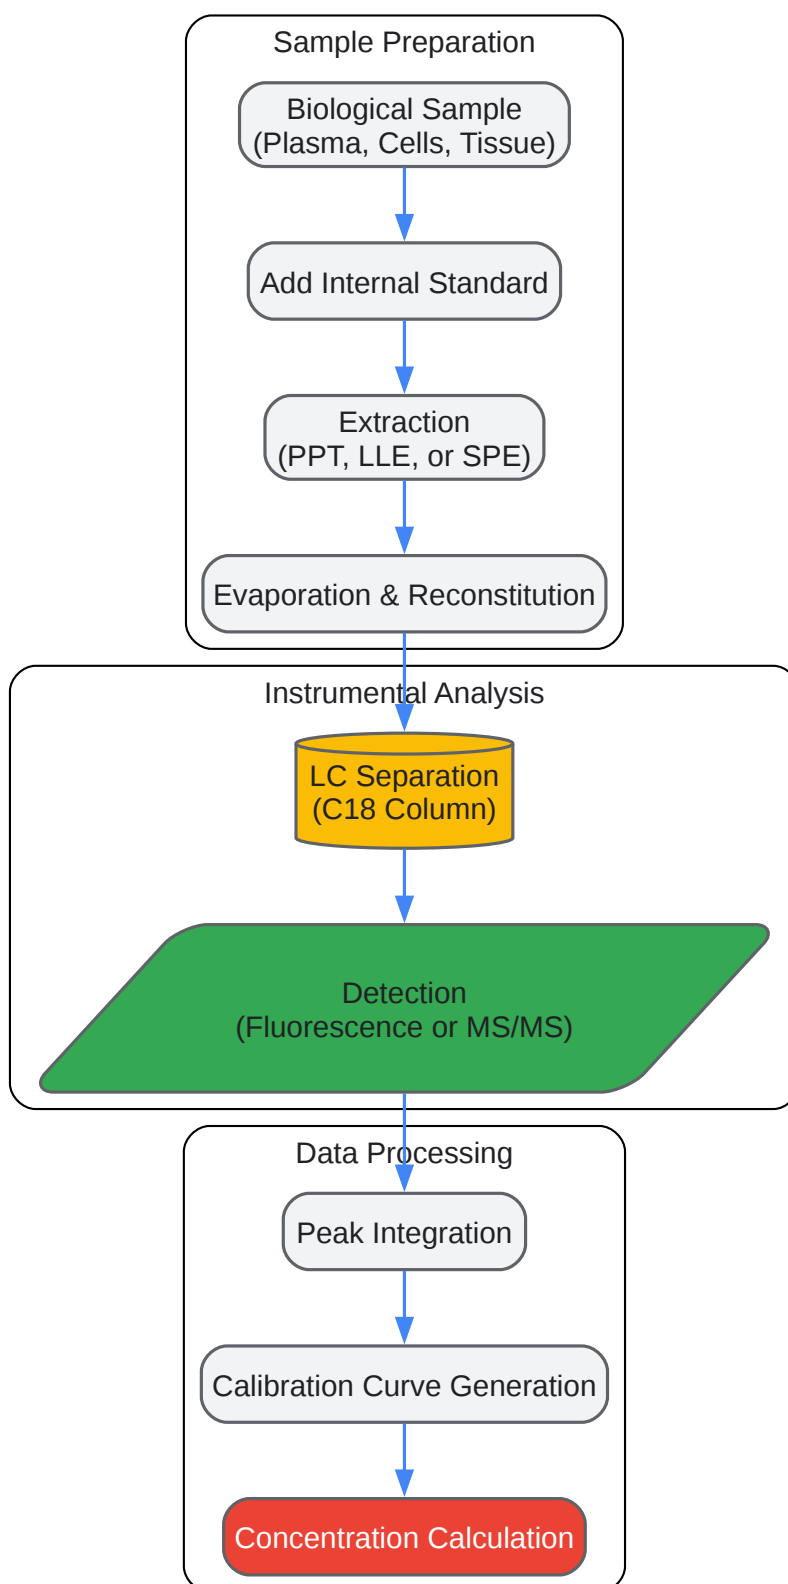 Sample Preparation
Biological Sample
(Plasma, Cells, Tissue)
Add Internal Standard
Extraction
(PPT, LLE, or SPE)
Evaporation & Reconstitution
Instrumental Analysis
LC Separation
(C18 Column)
Detection
(Fluorescence or MS/MS)
Data Processing
Peak Integration
Calibration Curve Generation
Concentration Calculation